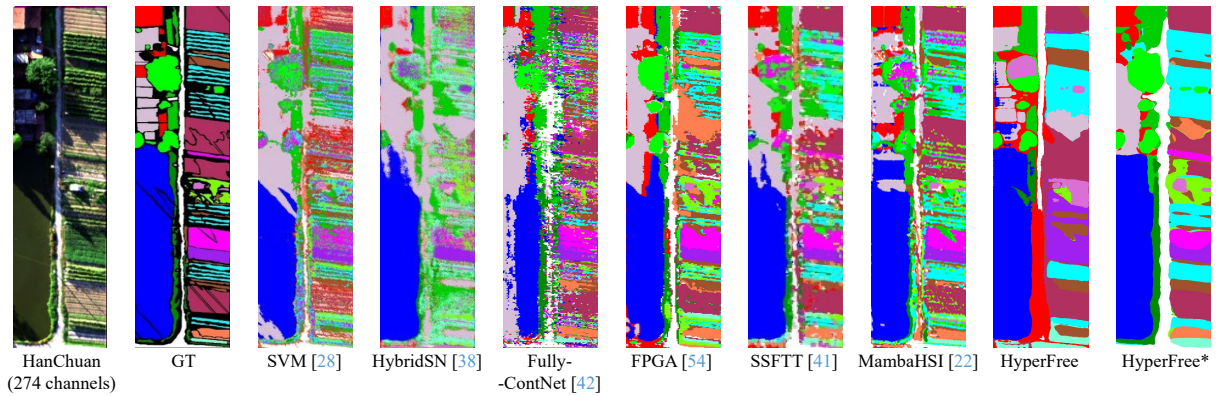 HanChuan GT SVM [28] HybridSN [38] Fully- FPGA [54] SSFTT [41] MambaHSI [22] HyperFree HyperFree*
(274 channels) -ContNet [42]